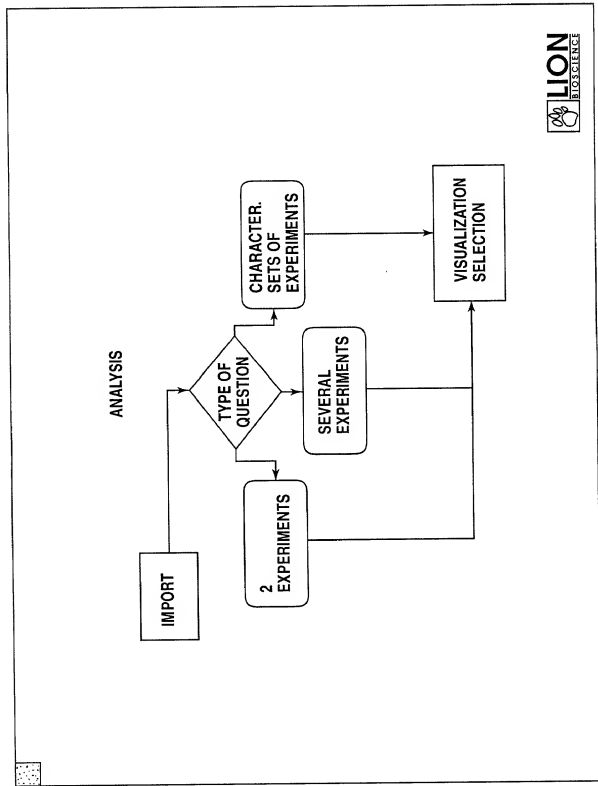 ANALYSIS
IMPORT
TYPE OF
QUESTION
2
EXPERIMENTS
SEVERAL
EXPERIMENTS
CHARACTER.
SETS OF
EXPERIMENTS
VISUALIZATION
SELECTION
LION
BIOSCIENCE